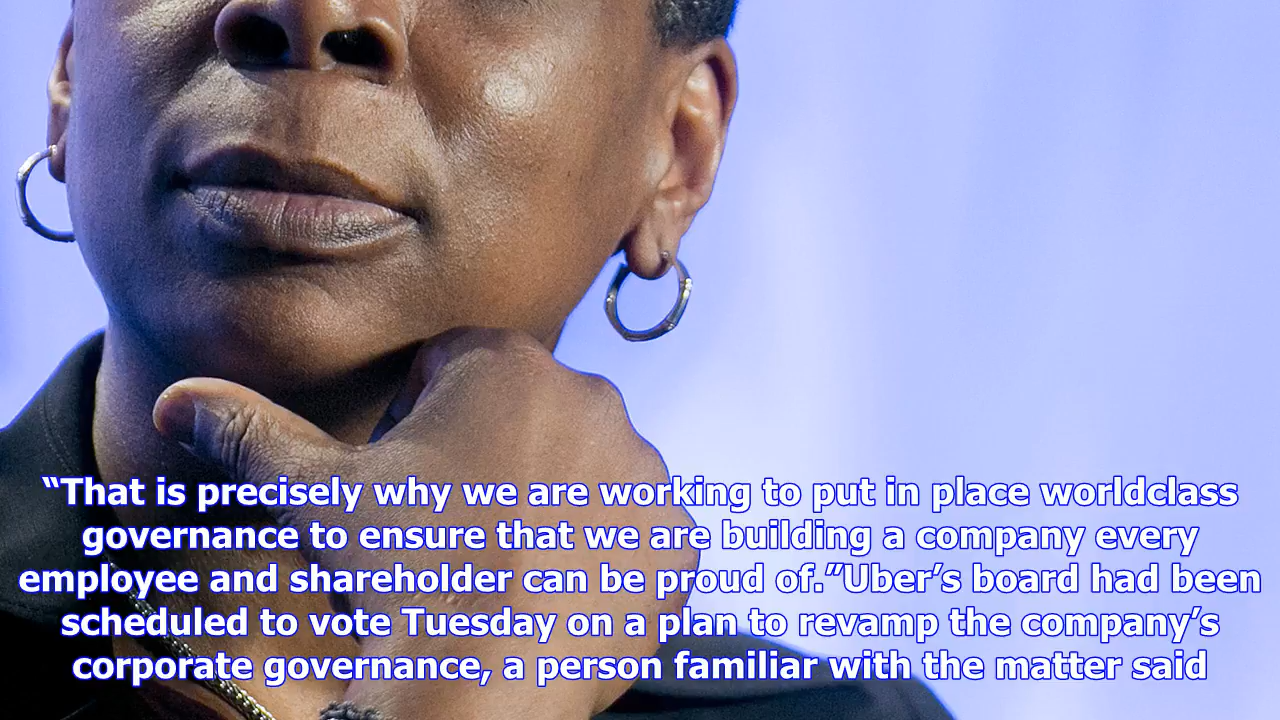 “That is precisely why we are working to put in place worldclass
governance to ensure that we are building a company every
employee and shareholder can be proud of.”Uber’s board had been
scheduled to vote Tuesday on a plan to revamp the company’s
corporate governance, a person familiar with the matter said